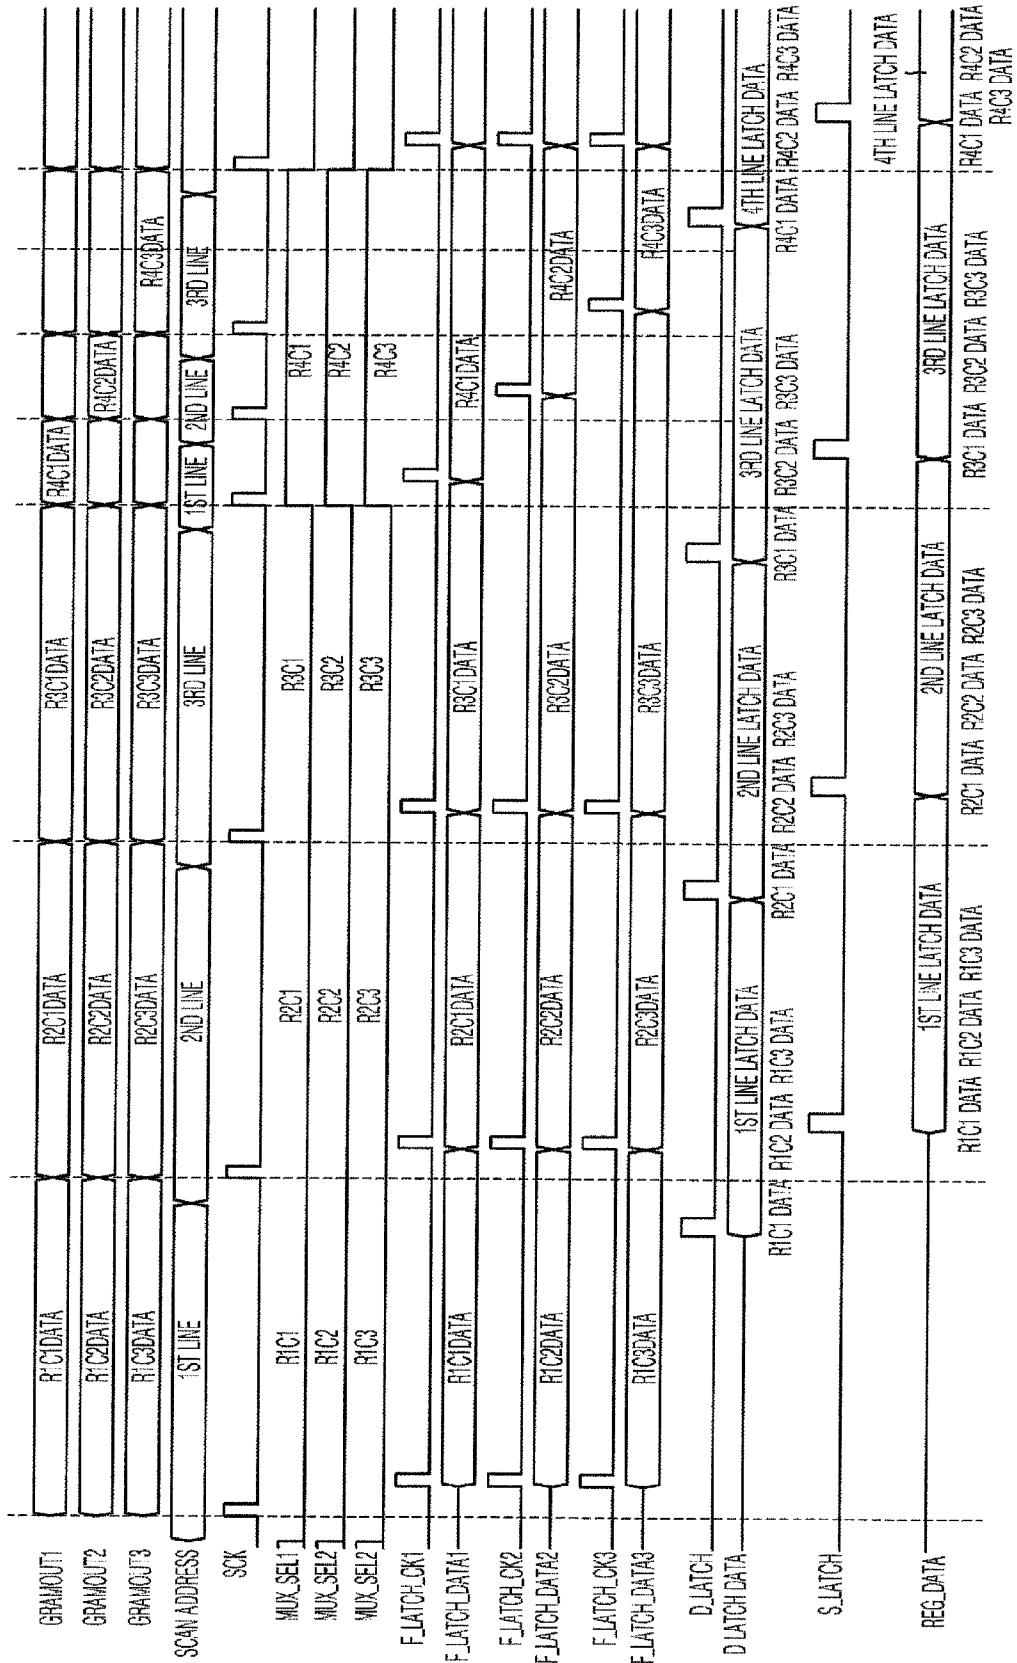 GRAMOUT1 R1C1DATA R2C1DATA R3C1DATA R4C1DATA
GRAMOUT2 R1C2DATA R2C2DATA R3C2DATA R4C2DATA
GRAMOUT3 R1C3DATA R2C3DATA R3C3DATA R4C3DATA
SCAN ADDRESS 1ST LINE 2ND LINE 3RD LINE 1ST LINE 2ND LINE 3RD LINE
SCK
MUX_SEL1 R1C1 R2C1 R3C1 R4C1
MUX_SEL2 R1C2 R2C2 R3C2 R4C2
MUX_SEL2 R1C3 R2C3 R3C3 R4C3
F_LATCH_CK1
F_LATCH_DATA1 R1C1DATA R2C1DATA R3C1DATA R4C1DATA
F_LATCH_CK2
F_LATCH_DATA2 R1C2DATA R2C2DATA R3C2DATA R4C2DATA
F_LATCH_CK3
F_LATCH_DATA3 R1C3DATA R2C3DATA R3C3DATA R4C3DATA
D_LATCH
D LATCH DATA 1ST LINE LATCH DATA 2ND LINE LATCH DATA 3RD LINE LATCH DATA 4TH LINE LATCH DATA
R1C1 DATA R1C2 DATA R1C3 DATA R2C1 DATA R2C2 DATA R2C3 DATA R3C1 DATA R3C2 DATA R3C3 DATA R4C1 DATA R4C2 DATA R4C3 DATA
S_LATCH
4TH LINE LATCH DATA
REG_DATA 1ST LINE LATCH DATA 2ND LINE LATCH DATA 3RD LINE LATCH DATA
R1C1 DATA R1C2 DATA R1C3 DATA R2C1 DATA R2C2 DATA R2C3 DATA R3C1 DATA R3C2 DATA R3C3 DATA R4C1 DATA R4C2 DATA
R4C3 DATA